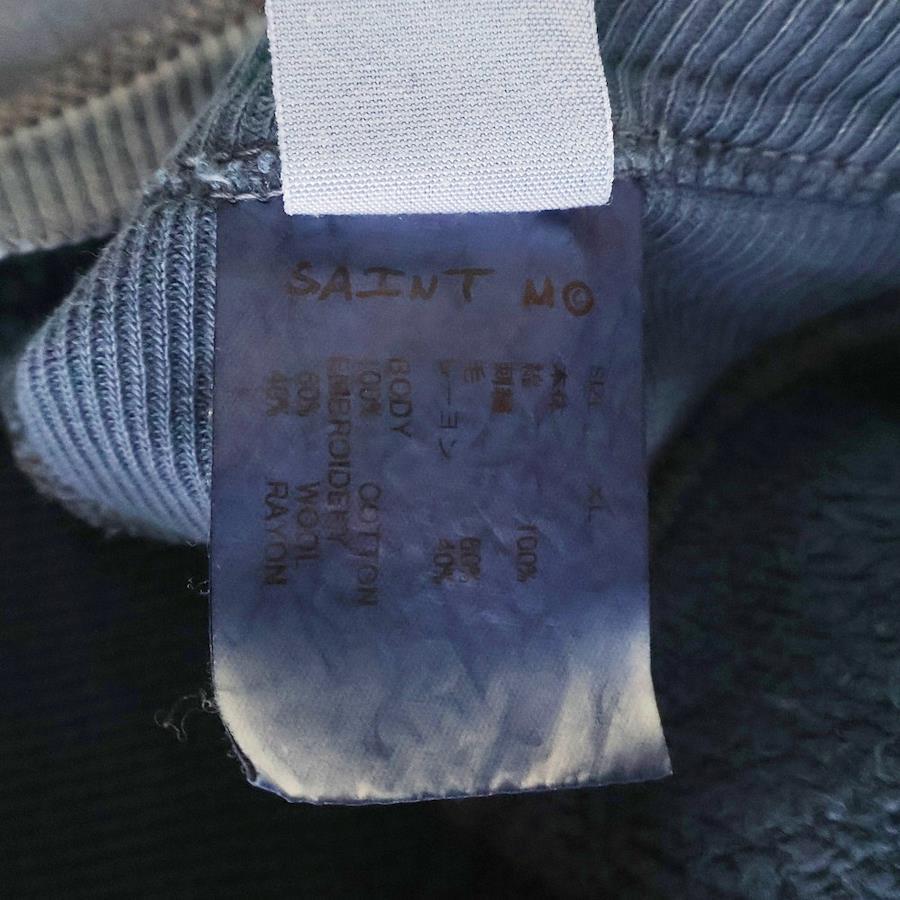 SAINT M©
SIZE XL
本体
綿 100%
刺繍
毛 60%
レーヨン 40%
BODY
100% COTTON
EMBROIDERY
60% WOOL
40% RAYON